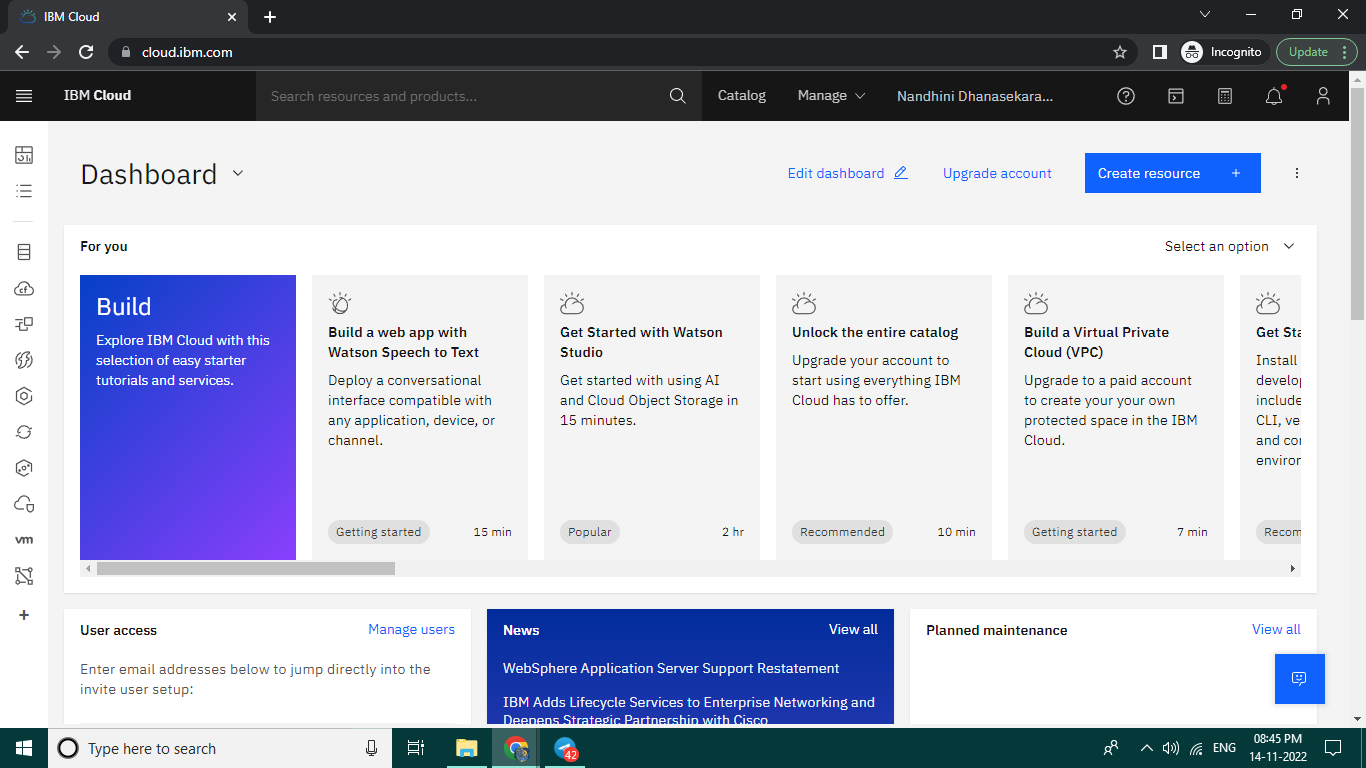 IBM Cloud
cloud.ibm.com
Incognito
Update
IBM Cloud
Search resources and products...
Catalog
Manage
Nandhini Dhanasekara...
Dashboard
Edit dashboard
Upgrade account
Create resource +
For you
Select an option
Build
Explore IBM Cloud with this
selection of easy starter
tutorials and services.
Build a web app with
Watson Speech to Text
Deploy a conversational
interface compatible with
any application, device, or
channel.
Getting started
15 min
Get Started with Watson
Studio
Get started with using AI
and Cloud Object Storage in
15 minutes.
Popular
2 hr
Unlock the entire catalog
Upgrade your account to
start using everything IBM
Cloud has to offer.
Recommended
10 min
Build a Virtual Private
Cloud (VPC)
Upgrade to a paid account
to create your your own
protected space in the IBM
Cloud.
Getting started
7 min
Get Sta
Install
develop
include
CLI, ve
and con
environ
Recom
cf
vm
User access
Manage users
Enter email addresses below to jump directly into the
invite user setup:
News
View all
WebSphere Application Server Support Restatement
IBM Adds Lifecycle Services to Enterprise Networking and
Deepens Strategic Partnership with Cisco
Planned maintenance
View all
Type here to search
42
ENG
08:45 PM
14-11-2022